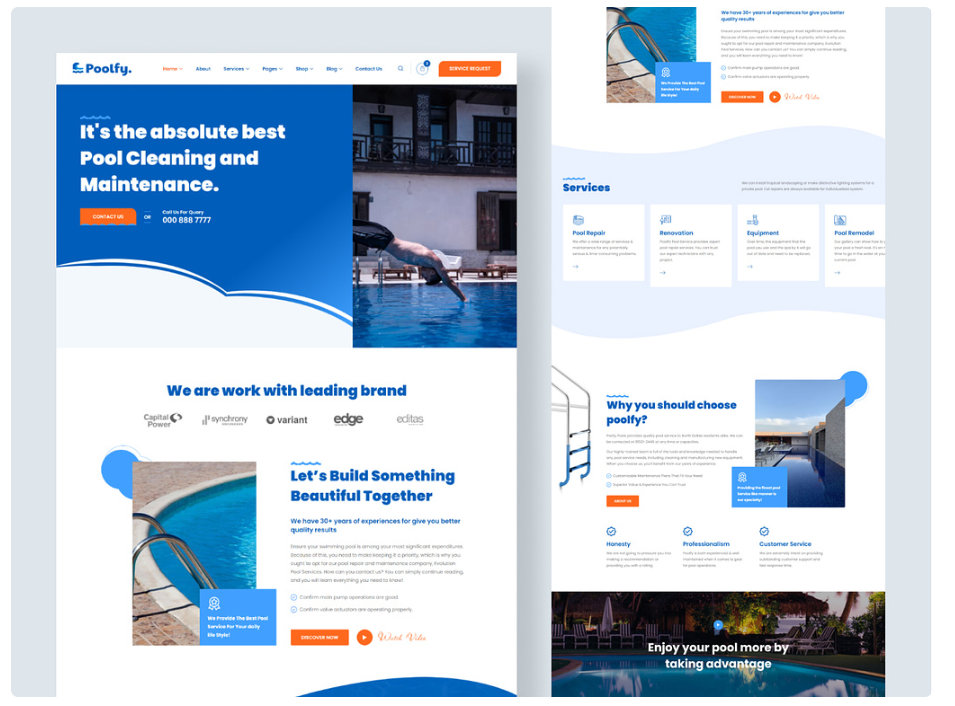 Poolfy.
Home
About
Services
Pages
Shop
Blog
Contact Us
SERVICE REQUEST
It's the absolute best
Pool Cleaning and
Maintenance.
CONTACT US
OR
Call Us For Quary
000 888 7777
We are work with leading brand
Capital
Power
synchrony
variant
edge
editas
Let's Build Something
Beautiful Together
We have 30+ years of experiences for give you better
quality results
Ensure your swimming pool is among your most significant expenditures.
Because of this, you need to make keeping it a priority, which is why you
ought to opt for our pool repair and maintenance company, Evolution
Pool Services. How can you contact us? You can simply continue reading,
and you will learn everything you need to know!
Confirm main pump operations are good.
Confirm valve actuators are operating properly.
We Provide The Best Pool
Service For Your daily
life Style!
DISCOVER NOW
Watch Video
We have 30+ years of experiences for give you better
quality results
Ensure your swimming pool is among your most significant expenditures.
Because of this, you need to make keeping it a priority, which is why you
ought to opt for our pool repair and maintenance company, Evolution
Pool Services. How can you contact us? You can simply continue reading,
and you will learn everything you need to know!
Confirm main pump operations are good.
Confirm valve actuators are operating properly.
We Provide The Best Pool
Service For Your daily
life Style!
DISCOVER NOW
Watch Video
Services
Pool Repair
Renovation
Equipment
Pool Remodel
Why you should choose
poolfy?
Customizable Maintenance Plans That Fit Your Need.
Superior Value & Experience You Can Trust.
ABOUT US
Providing the finest pool
Service like manner is
our specialty!
Honesty
Professionalism
Customer Service
Enjoy your pool more by
taking advantage